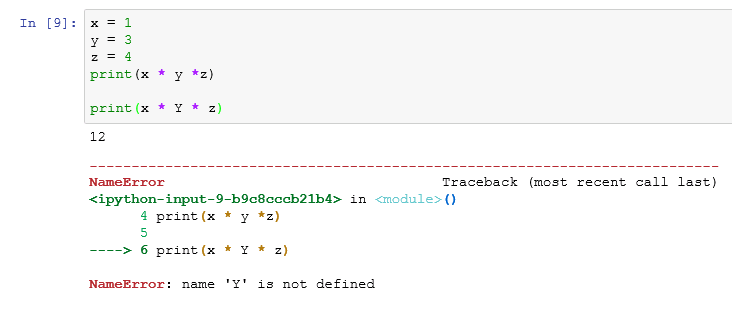 In [9]: x = 1
y = 3
z = 4
print(x * y *z)
print(x * Y * z)
12
---------------------------------------------------------------------------
NameError Traceback (most recent call last)
<ipython-input-9-b9c8cccb21b4> in <module>()
4 print(x * y *z)
5
----> 6 print(x * Y * z)
NameError: name 'Y' is not defined